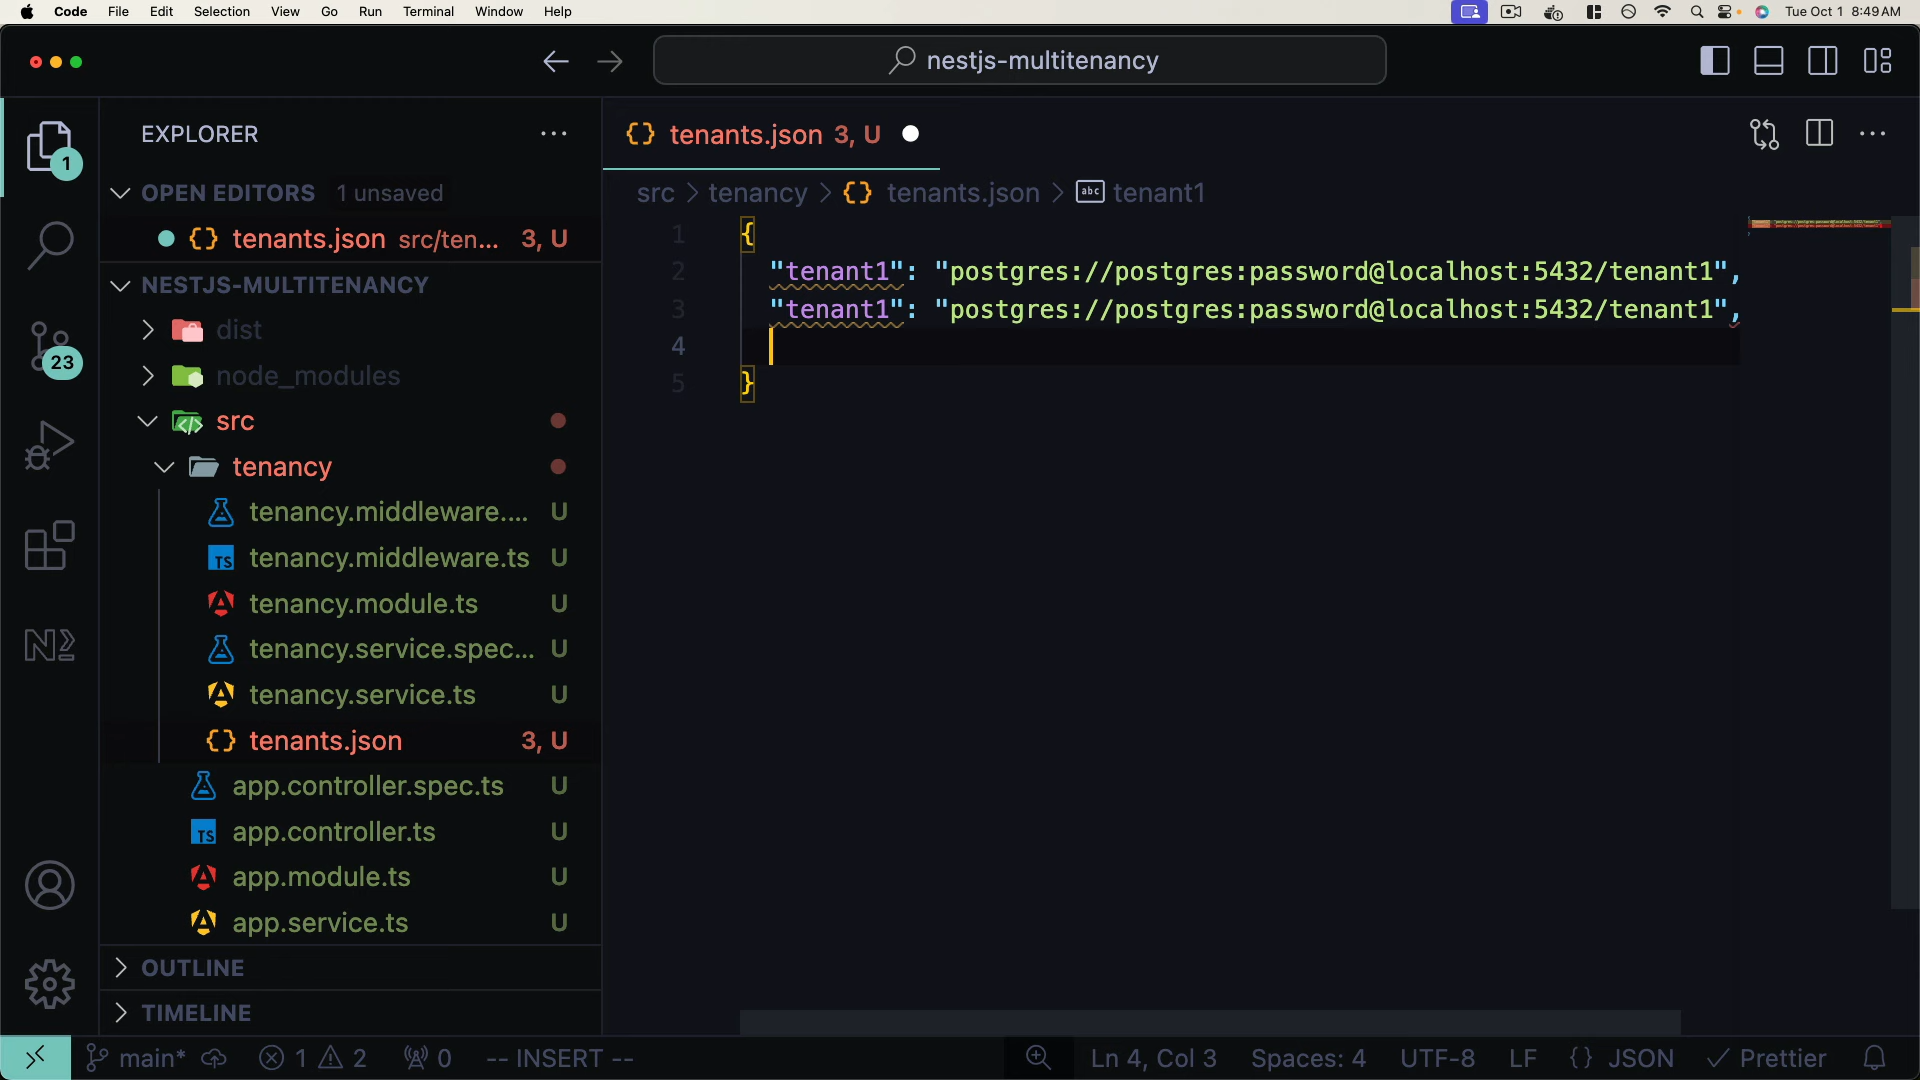 Code File Edit Selection View Go Run Terminal Window Help Tue Oct 1 8:49 AM
nestjs-multitenancy
EXPLORER
tenants.json 3, U
OPEN EDITORS 1 unsaved
src tenancy tenants.json tenant1
tenants.json src/ten... 3, U
NESTJS-MULTITENANCY
dist
node_modules
src
tenancy
tenancy.middleware.... U
tenancy.middleware.ts U
tenancy.module.ts U
tenancy.service.spec... U
tenancy.service.ts U
tenants.json 3, U
app.controller.spec.ts U
app.controller.ts U
app.module.ts U
app.service.ts U
OUTLINE
TIMELINE
1 {
2 "tenant1": "postgres://postgres:password@localhost:5432/tenant1",
3 "tenant1": "postgres://postgres:password@localhost:5432/tenant1",
4
5 }
1
23
main* 1 2 0 -- INSERT -- Ln 4, Col 3 Spaces: 4 UTF-8 LF {} JSON Prettier